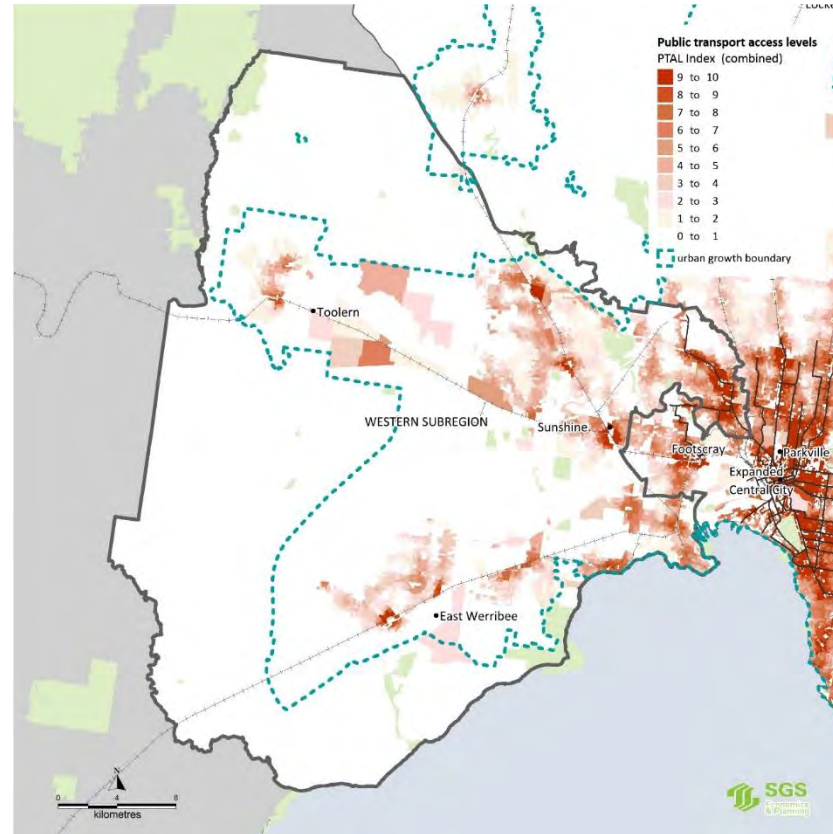 Public transport access levels
PTAL Index (combined)
9 to 10
8 to 9
7 to 8
6 to 7
5 to 6
4 to 5
3 to 4
2 to 3
1 to 2
0 to 1
urban growth boundary
Toolern
WESTERN SUBREGION
Sunshine
Footscray
Parkville
Expanded
Central City
East Werribee
N
0 4 8
kilometres
SGS
Economics
& Planning